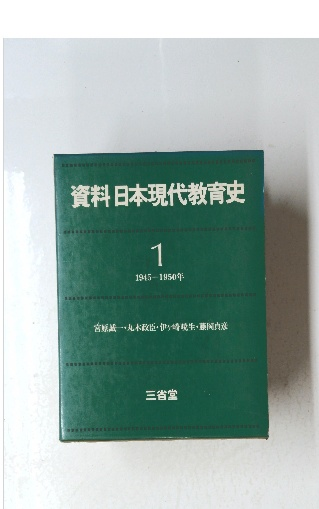 資料 日本現代教育史
1
1945—1950年
宮原誠一・丸木政臣・伊ケ崎暁生・藤岡貞彦
三省堂